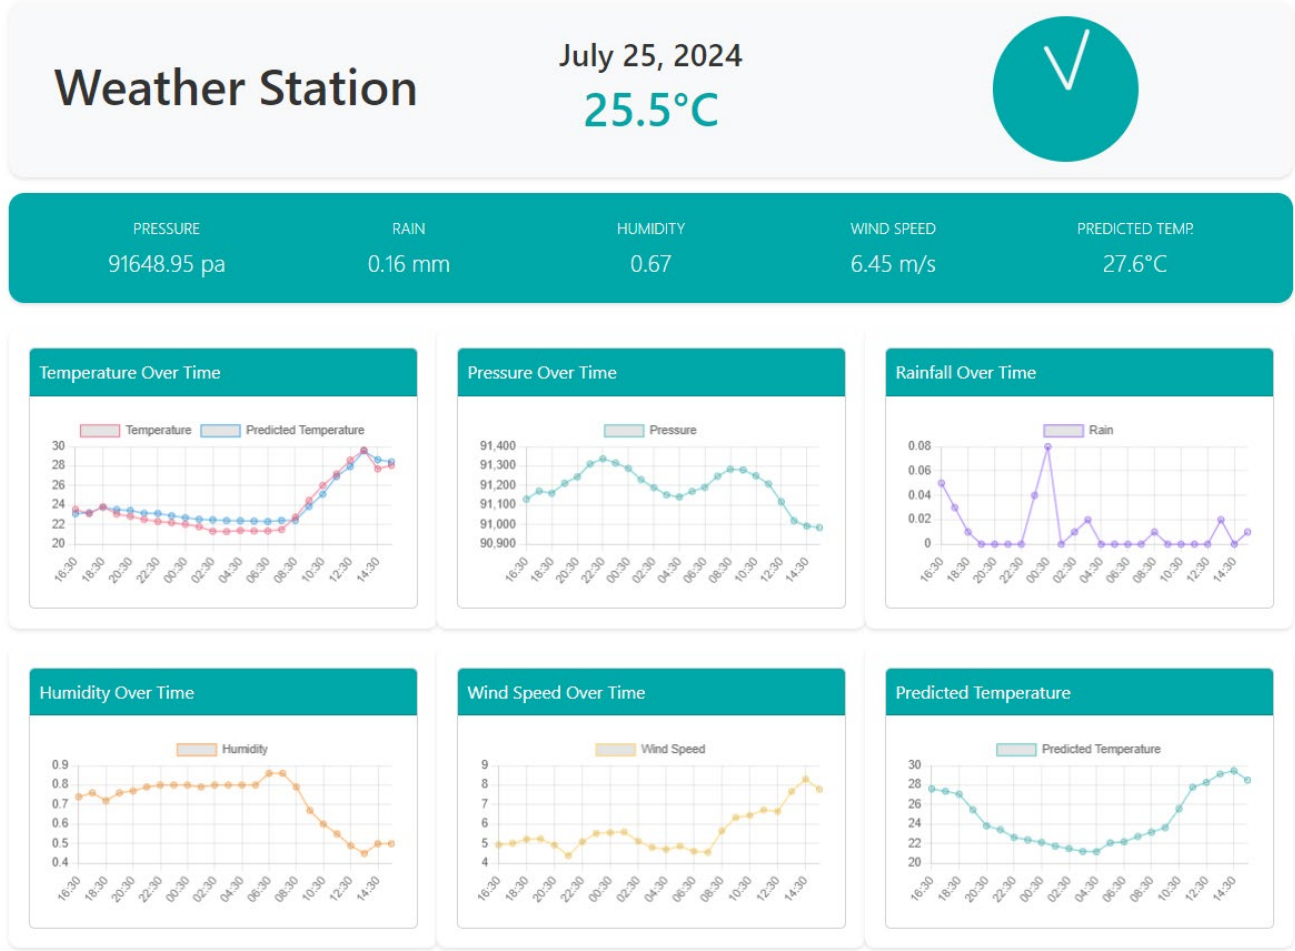 Weather Station
July 25, 2024
25.5°C
PRESSURE
91648.95 pa
RAIN
0.16 mm
HUMIDITY
0.67
WIND SPEED
6.45 m/s
PREDICTED TEMP.
27.6°C
Temperature Over Time
Temperature Predicted Temperature
30
28
26
24
22
20
16:30 18:30 20:30 22:30 00:30 02:30 04:30 06:30 08:30 10:30 12:30 14:30
Pressure Over Time
Pressure
91,400
91,300
91,200
91,100
91,000
90,900
16:30 18:30 20:30 22:30 00:30 02:30 04:30 06:30 08:30 10:30 12:30 14:30
Rainfall Over Time
Rain
0.08
0.06
0.04
0.02
0
16:30 18:30 20:30 22:30 00:30 02:30 04:30 06:30 08:30 10:30 12:30 14:30
Humidity Over Time
Humidity
0.9
0.8
0.7
0.6
0.5
0.4
16:30 18:30 20:30 22:30 00:30 02:30 04:30 06:30 08:30 10:30 12:30 14:30
Wind Speed Over Time
Wind Speed
9
8
7
6
5
4
16:30 18:30 20:30 22:30 00:30 02:30 04:30 06:30 08:30 10:30 12:30 14:30
Predicted Temperature
Predicted Temperature
30
28
26
24
22
20
16:30 18:30 20:30 22:30 00:30 02:30 04:30 06:30 08:30 10:30 12:30 14:30